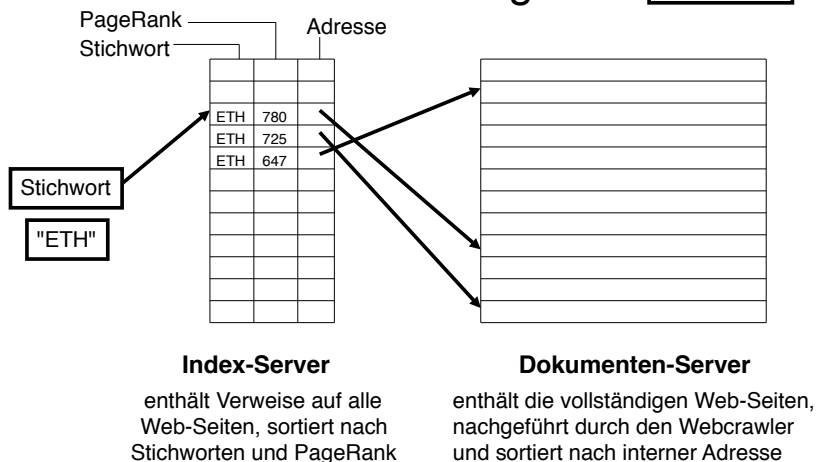 PageRank
Stichwort
Adresse
ETH 780
ETH 725
ETH 647
Stichwort
"ETH"
Index-Server
enthält Verweise auf alle
Web-Seiten, sortiert nach
Stichworten und PageRank
Dokumenten-Server
enthält die vollständigen Web-Seiten,
nachgeführt durch den Webcrawler
und sortiert nach interner Adresse